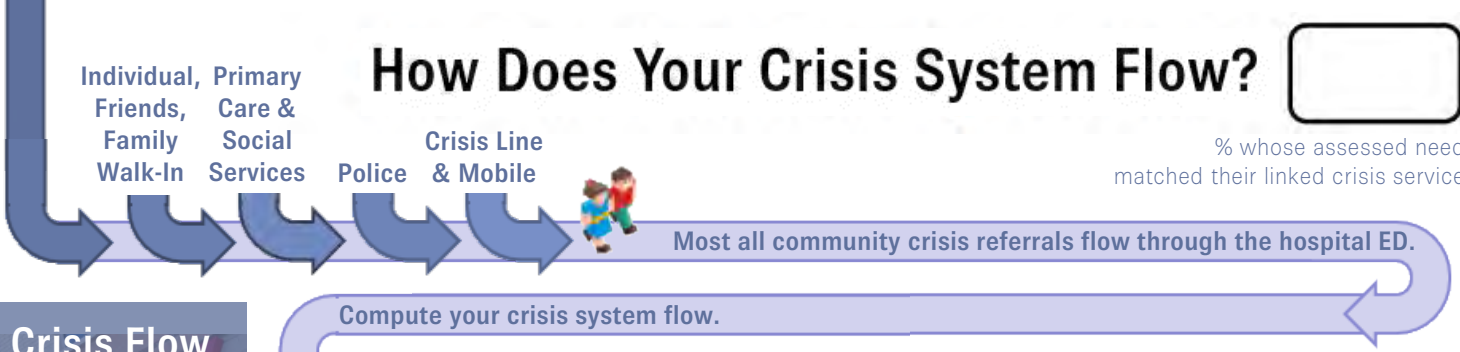 How Does Your Crisis System Flow?
Individual,
Friends,
Family
Walk-In
Primary
Care &
Social
Services
Police
Crisis Line
& Mobile
% whose assessed need
matched their linked crisis service
Most all community crisis referrals flow through the hospital ED.
Compute your crisis system flow.
Crisis Flow